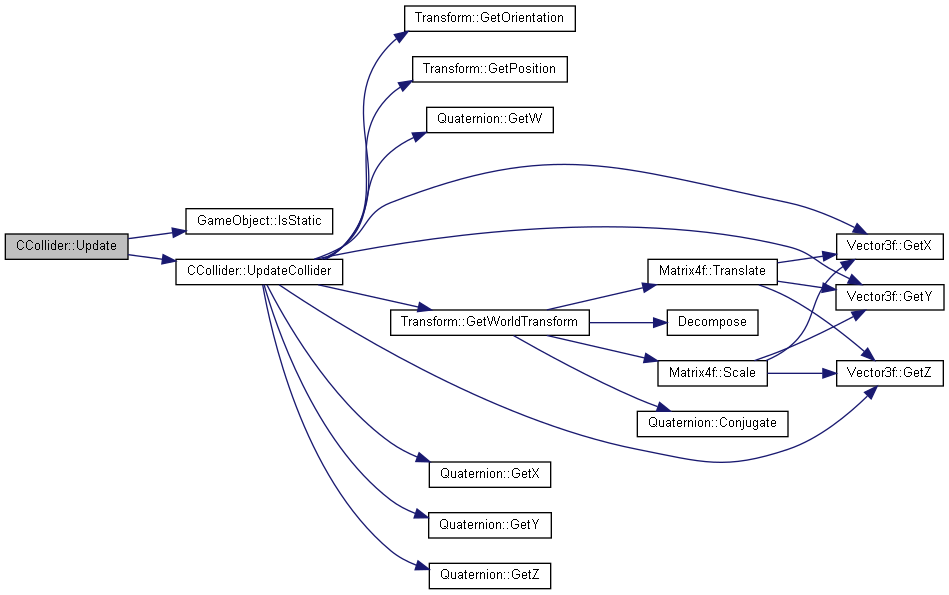 Transform::GetOrientation
Transform::GetPosition
Quaternion::GetW
GameObject::IsStatic
CCollider::Update
Vector3f::GetX
CCollider::UpdateCollider
Matrix4f::Translate
Vector3f::GetY
Transform::GetWorldTransform
Decompose
Matrix4f::Scale
Vector3f::GetZ
Quaternion::Conjugate
Quaternion::GetX
Quaternion::GetY
Quaternion::GetZ